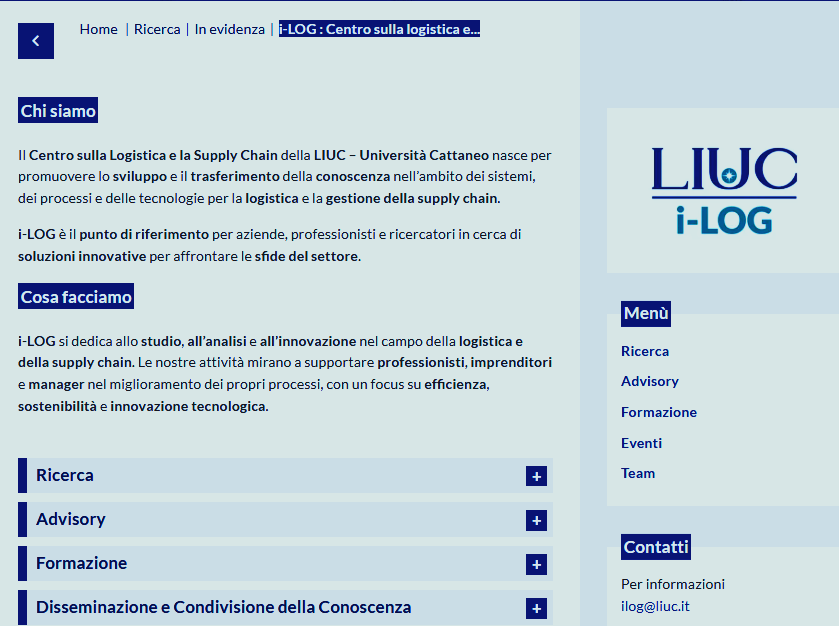 Home | Ricerca | In evidenza | i-LOG : Centro sulla logistica e...
Chi siamo
Il Centro sulla Logistica e la Supply Chain della LIUC – Università Cattaneo nasce per
promuovere lo sviluppo e il trasferimento della conoscenza nell'ambito dei sistemi,
dei processi e delle tecnologie per la logistica e la gestione della supply chain.
i-LOG è il punto di riferimento per aziende, professionisti e ricercatori in cerca di
soluzioni innovative per affrontare le sfide del settore.
Cosa facciamo
i-LOG si dedica allo studio, all'analisi e all'innovazione nel campo della logistica e
della supply chain. Le nostre attività mirano a supportare professionisti, imprenditori
e manager nel miglioramento dei propri processi, con un focus su efficienza,
sostenibilità e innovazione tecnologica.
Ricerca +
Advisory +
Formazione +
Disseminazione e Condivisione della Conoscenza +
LIUC
i-LOG
Menù
Ricerca
Advisory
Formazione
Eventi
Team
Contatti
Per informazioni
ilog@liuc.it